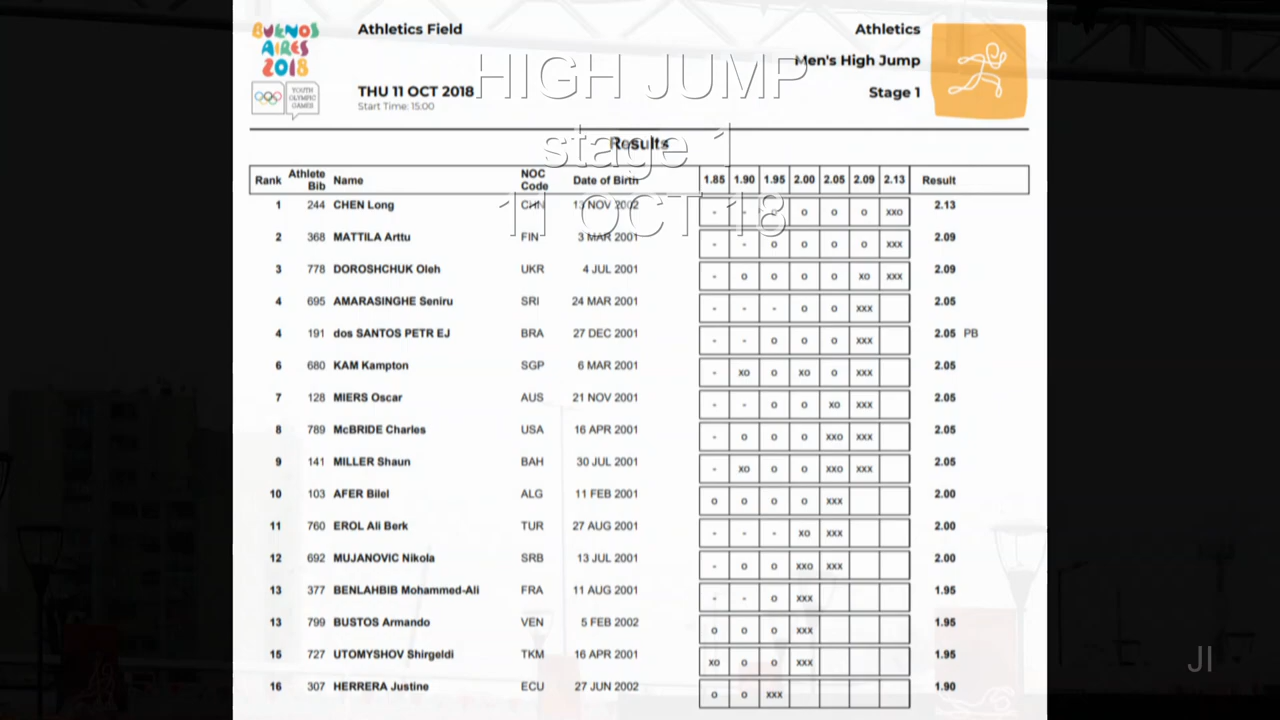 BUENOS
AIRES
2018
YOUTH
OLYMPIC
GAMES
Athletics Field
THU 11 OCT 2018
Start Time: 15:00
Athletics
Men's High Jump
Stage 1
HIGH JUMP
stage 1
11 OCT 18
Results
Rank Athlete Bib Name NOC Code Date of Birth 1.85 1.90 1.95 2.00 2.05 2.09 2.13 Result
1 244 CHEN Long CHN 13 NOV 2002 - - o o o xxo 2.13
2 368 MATTILA Arttu FIN 3 MAR 2001 - - o o o o xxx 2.09
3 778 DOROSHCHUK Oleh UKR 4 JUL 2001 - o o o o xo xxx 2.09
4 695 AMARASINGHE Seniru SRI 24 MAR 2001 - - - o o xxx 2.05
4 191 dos SANTOS PETR EJ BRA 27 DEC 2001 - - o o o xxx 2.05 PB
6 680 KAM Kampton SGP 6 MAR 2001 - xo o xo o xxx 2.05
7 128 MIERS Oscar AUS 21 NOV 2001 - - o o xo xxx 2.05
8 789 McBRIDE Charles USA 16 APR 2001 - o o o xxo xxx 2.05
9 141 MILLER Shaun BAH 30 JUL 2001 - xo o o xxo xxx 2.05
10 103 AFER Bilel ALG 11 FEB 2001 o o o o xxx 2.00
11 760 EROL Ali Berk TUR 27 AUG 2001 - - - xo xxx 2.00
12 692 MUJANOVIC Nikola SRB 13 JUL 2001 - o o xxo xxx 2.00
13 377 BENLAHBIB Mohammed-Ali FRA 11 AUG 2001 - - o xxx 1.95
13 799 BUSTOS Armando VEN 5 FEB 2002 o o o xxx 1.95
15 727 UTOMYSHOV Shirgeldi TKM 16 APR 2001 xo o o xxx 1.95
16 307 HERRERA Justine ECU 27 JUN 2002 o o xxx 1.90
JI